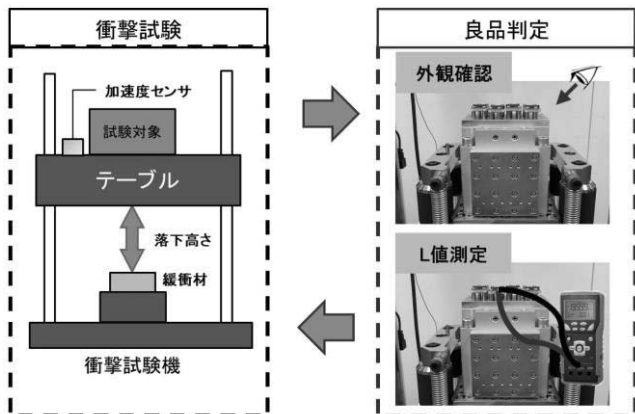 衝撃試験
加速度センサ
試験対象
テーブル
落下高さ
緩衝材
衝撃試験機
良品判定
外観確認
L値測定